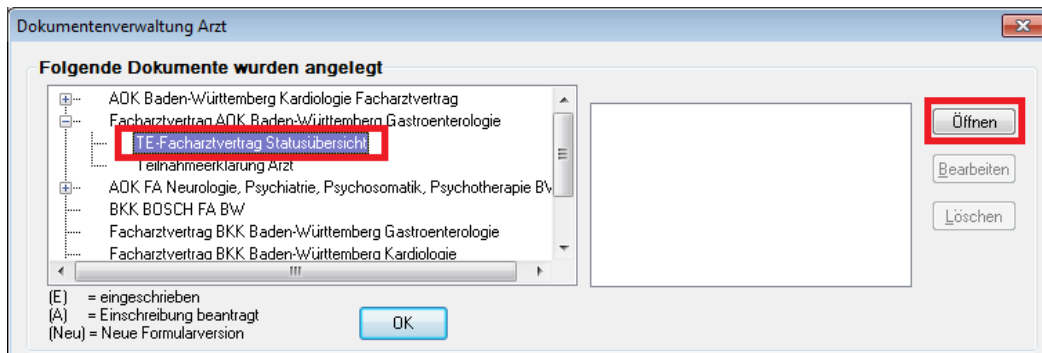 Dokumentenverwaltung Arzt
Folgende Dokumente wurden angelegt
AOK Baden-Württemberg Kardiologie Facharztvertrag
Facharztvertrag AOK Baden-Württemberg Gastroenterologie
TE-Facharztvertrag Statusübersicht
Teilnahmeerklärung Arzt
AOK FA Neurologie, Psychiatrie, Psychosomatik, Psychotherapie BV
BKK BOSCH FA BW
Facharztvertrag BKK Baden-Württemberg Gastroenterologie
Facharztvertrag BKK Baden-Württemberg Kardiologie
Öffnen
Bearbeiten
Löschen
(E) = eingeschrieben
(A) = Einschreibung beantragt
(Neu) = Neue Formularversion
OK